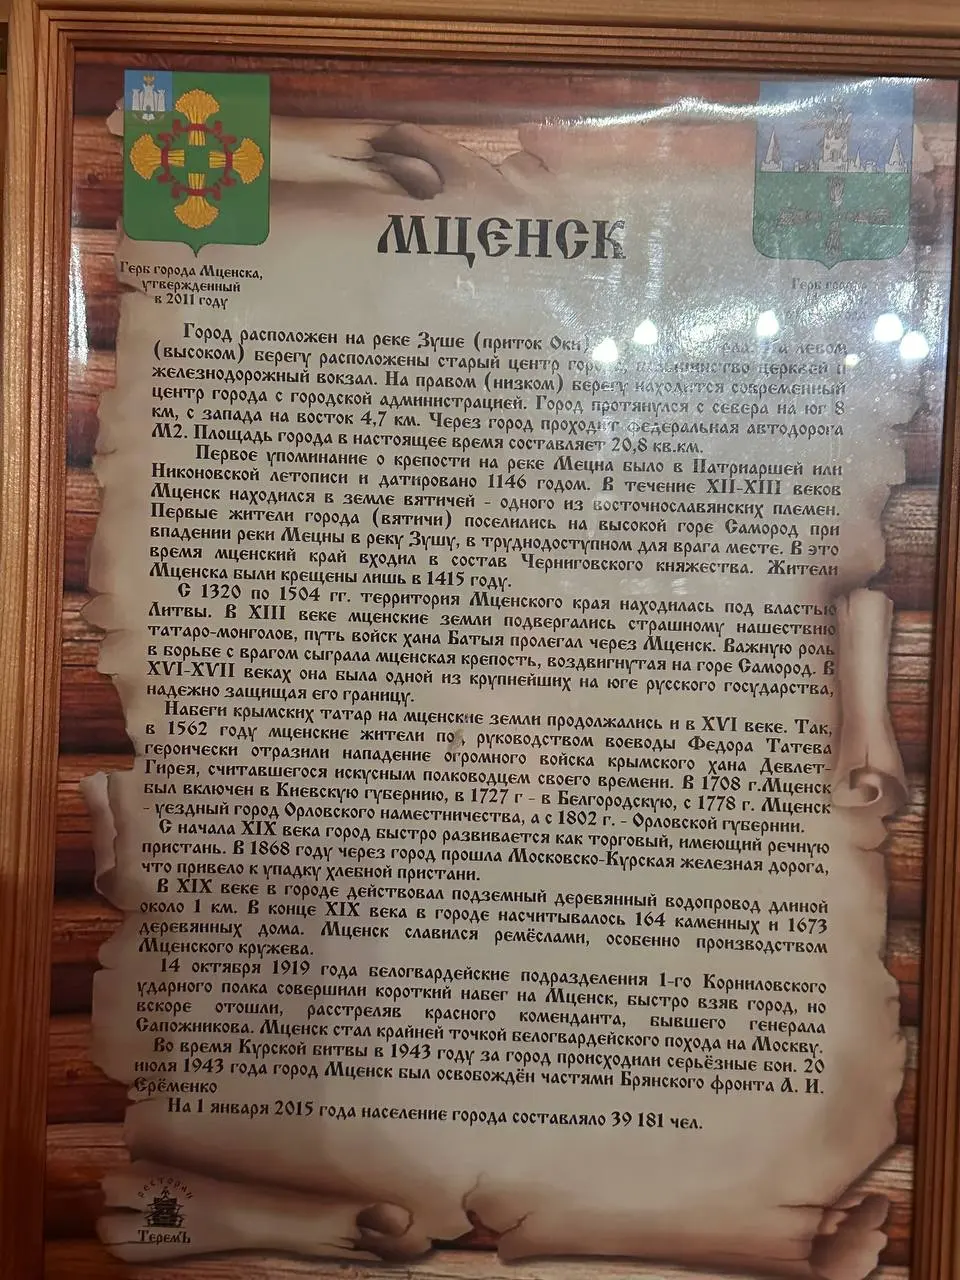 МЦЕНСК
Герб города Мценска,
утвержденный
в 2011 году
Герб
Город расположен на реке Зуше (приток Оки)
(высоком) берегу расположены старый центр церквей и
железнодорожный вокзал. На правом (низком) берегу находится современный
центр города с городской администрацией. Город протянулся с севера на юг 8
км, с запада на восток 4,7 км. Через город проходит федеральная автодорога
М2. Площадь города в настоящее время составляет 20,8 кв.км.
Первое упоминание о крепости на реке Мецна было в Патриаршей или
Никоновской летописи и датировано 1146 годом. В течение XII-XIII веков
Мценск находился в земле вятичей - одного из восточнославянских племен.
Первые жители города (вятичи) поселились на высокой горе Самород при
впадении реки Мецны в реку Зушу, в труднодоступном для врага месте. В это
время мценский край входил в состав Черниговского княжества. Жители
Мценска были крещены лишь в 1415 году.
С 1320 по 1504 гг. территория Мценского края находилась под властью
Литвы. В XIII веке мценские земли подвергались страшному нашествию
татаро-монголов, путь войск хана Батыя пролегал через Мценск. Важную роль
в борьбе с врагом сыграла мценская крепость, воздвигнутая на горе Самород. В
XVI-XVII веках она была одной из крупнейших на юге русского государства,
надежно защищая его границу.
Набеги крымских татар на мценские земли продолжались и в XVI веке. Так,
в 1562 году мценские жители под руководством воеводы Федора Татева
героически отразили нападение огромного войска крымского хана Девлет-
Гирея, считавшегося искусным полководцем своего времени. В 1708 г.Мценск
был включен в Киевскую губернию, в 1727 г - в Белгородскую, с 1778 г. Мценск
- уездный город Орловского наместничества, а с 1802 г. - Орловской губернии.
С начала XIX века город быстро развивается как торговый, имеющий речную
пристань. В 1868 году через город прошла Московско-Курская железная дорога,
что привело к упадку хлебной пристани.
В XIX веке в городе действовал подземный деревянный водопровод длиной
около 1 км. В конце XIX века в городе насчитывалось 164 каменных и 1673
деревянных дома. Мценск славился ремёслами, особенно производством
Мценского кружева.
14 октября 1919 года белогвардейские подразделения 1-го Корниловского
ударного полка совершили короткий набег на Мценск, быстро взяв город, но
вскоре отошли, расстреляв красного коменданта, бывшего генерала
Сапожникова. Мценск стал крайней точкой белогвардейского похода на Москву.
Во время Курской битвы в 1943 году за город происходили серьёзные бои. 20
июля 1943 года город Мценск был освобождён частями Брянского фронта А. И.
Ерёменко
На 1 января 2015 года население города составляло 39 181 чел.
ресторан
ТеремЪ